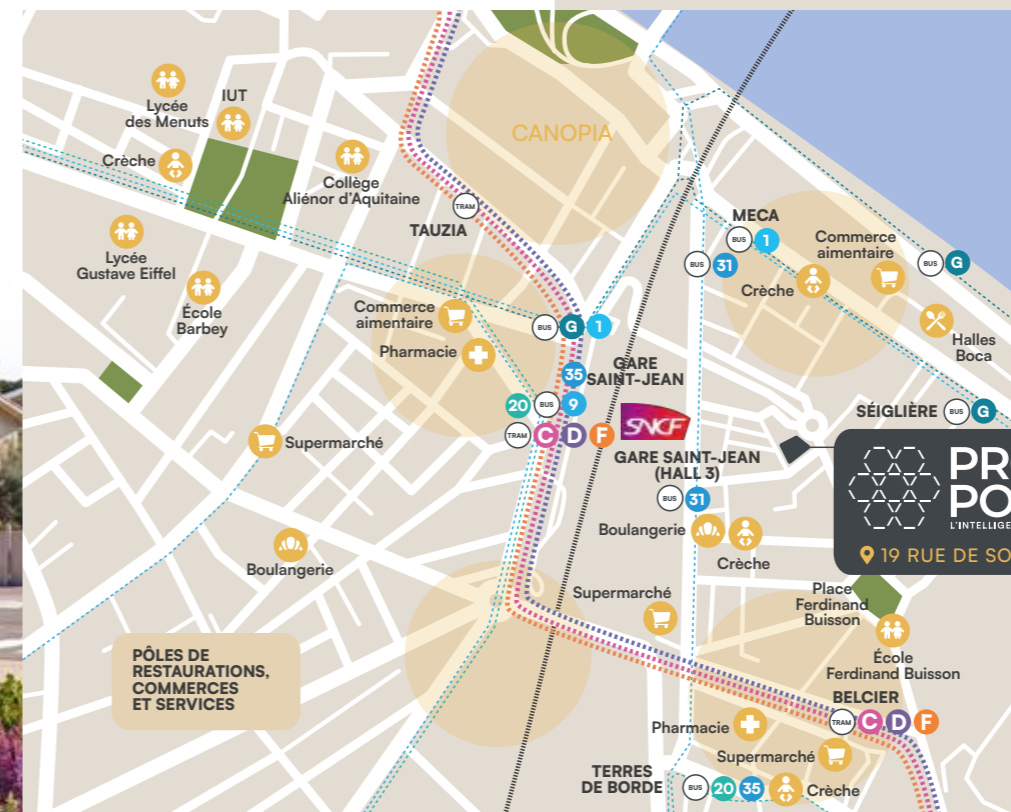 CANOPIA
Lycée
des Menuts
IUT
Crèche
Collège
Aliénor d'Aquitaine
TRAM
TAUZIA
Lycée
Gustave Eiffel
École
Barbey
MECA
BUS 1
BUS 31
Commerce
aimentaire
Crèche
BUS G
Halles
Boca
Commerce
aimentaire
Pharmacie
BUS G 1
35
GARE
SAINT-JEAN
20 BUS 9
TRAM C D F
SNCF
SÉIGLIÈRE BUS G
Supermarché
GARE SAINT-JEAN
(HALL 3)
BUS 31
Boulangerie
Crèche
PR
PO
L'INTELLIGE
19 RUE DE SO
Boulangerie
Supermarché
Place
Ferdinand
Buisson
École
Ferdinand Buisson
PÔLES DE
RESTAURATIONS,
COMMERCES
ET SERVICES
BELCIER
TRAM C D F
Pharmacie
Supermarché
TERRES
DE BORDE
BUS 20 35
Crèche